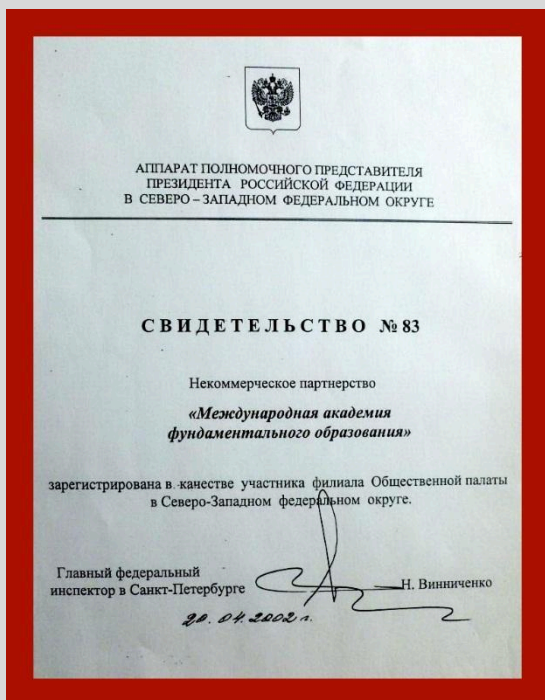 АППАРАТ ПОЛНОМОЧНОГО ПРЕДСТАВИТЕЛЯ
ПРЕЗИДЕНТА РОССИЙСКОЙ ФЕДЕРАЦИИ
В СЕВЕРО – ЗАПАДНОМ ФЕДЕРАЛЬНОМ ОКРУГЕ
СВИДЕТЕЛЬСТВО № 83
Некоммерческое партнерство
«Международная академия
фундаментального образования»
зарегистрирована в качестве участника филиала Общественной палаты
в Северо-Западном федеральном округе.
Главный федеральный
инспектор в Санкт-Петербурге Н. Винниченко
20.04.2002 г.